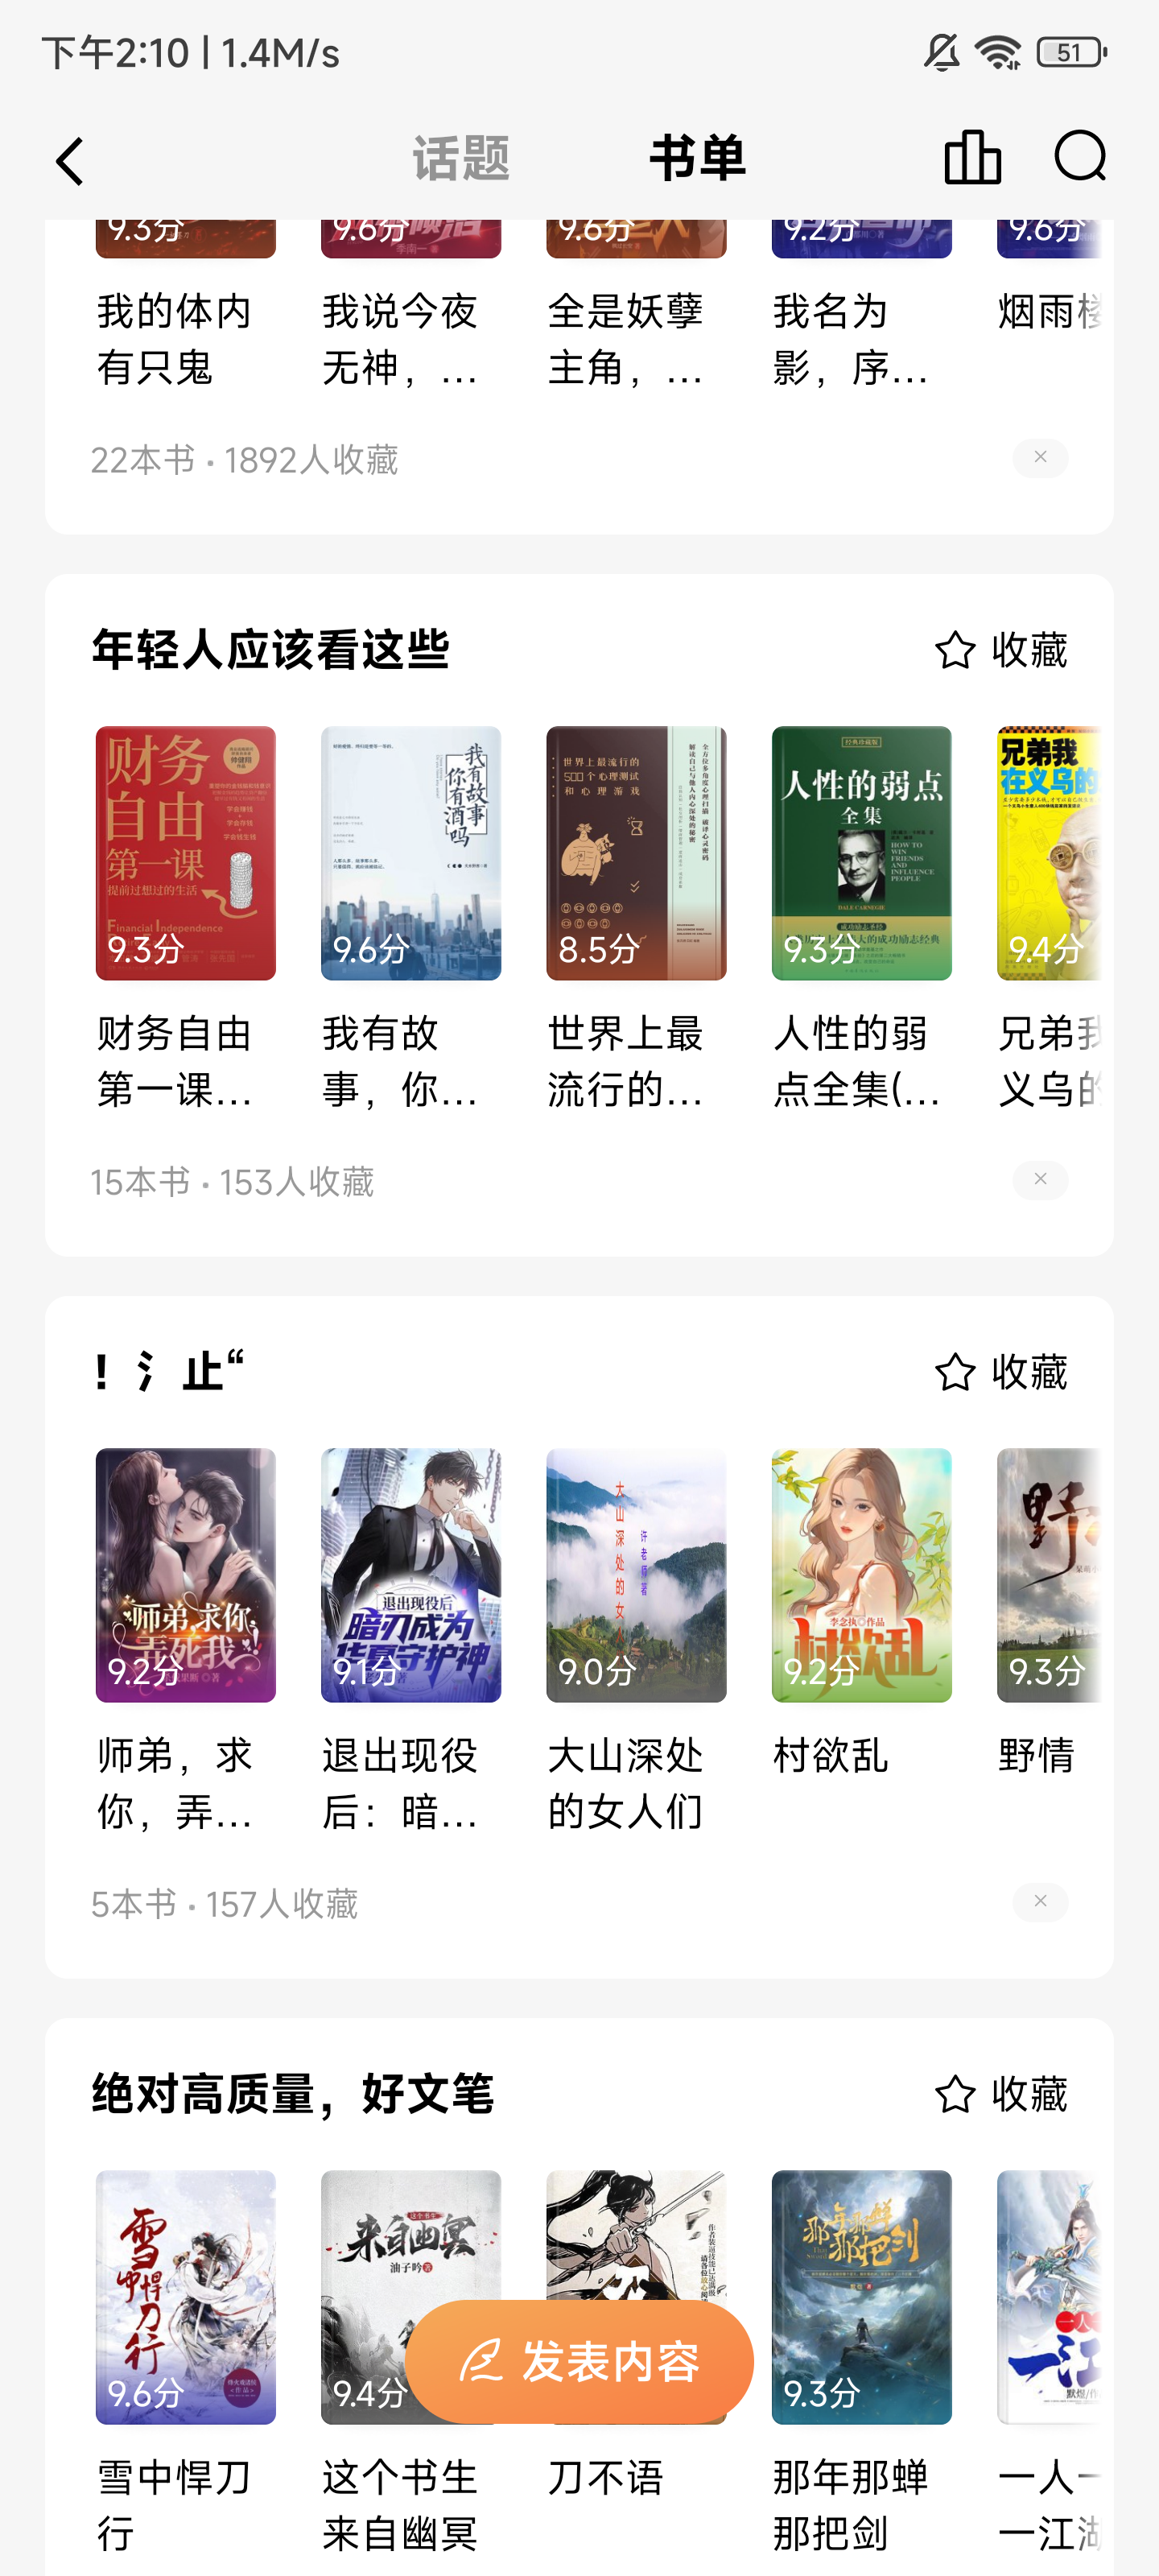 下午2:10 | 1.4M/s
51
话题
书单
9.3分
9.6分
9.6分
9.2分
9.6分
我的体内
有只鬼
我说今夜
无神，...
全是妖孽
主角，...
我名为
影，序...
烟雨楼
22本书 · 1892人收藏
年轻人应该看这些
收藏
财务
自由
第一课
提前过想过的生活
Financial Independence
9.3分
我有故事
你有酒吗
9.6分
世界上最流行的
500个心理测试
和心理游戏
8.5分
经典珍藏版
人性的弱点
全集
HOW TO
WIN
FRIENDS
AND
INFLUENCE
PEOPLE
DALE CARNEGIE
9.3分
兄弟我
在义乌的
9.4分
财务自由
第一课...
我有故
事，你...
世界上最
流行的...
人性的弱
点全集(...
兄弟我
义乌的
15本书 · 153人收藏
！氵止“
收藏
师弟,求你,
弄死我
9.2分
退出现役后
暗刃成为
华夏守护神
9.1分
大山深处的女人
许老师著
9.0分
李念执 作品
村欲乱
9.2分
野
9.3分
师弟，求
你，弄...
退出现役
后：暗...
大山深处
的女人们
村欲乱
野情
5本书 · 157人收藏
绝对高质量，好文笔
收藏
雪中悍刀行
9.6分
这个书生
来自幽冥
油子吟 著
9.4分
那年那蝉
那把剑
9.3分
一人
一江
默煜/作
发表内容
雪中悍刀
行
这个书生
来自幽冥
刀不语
那年那蝉
那把剑
一人一
一江湖